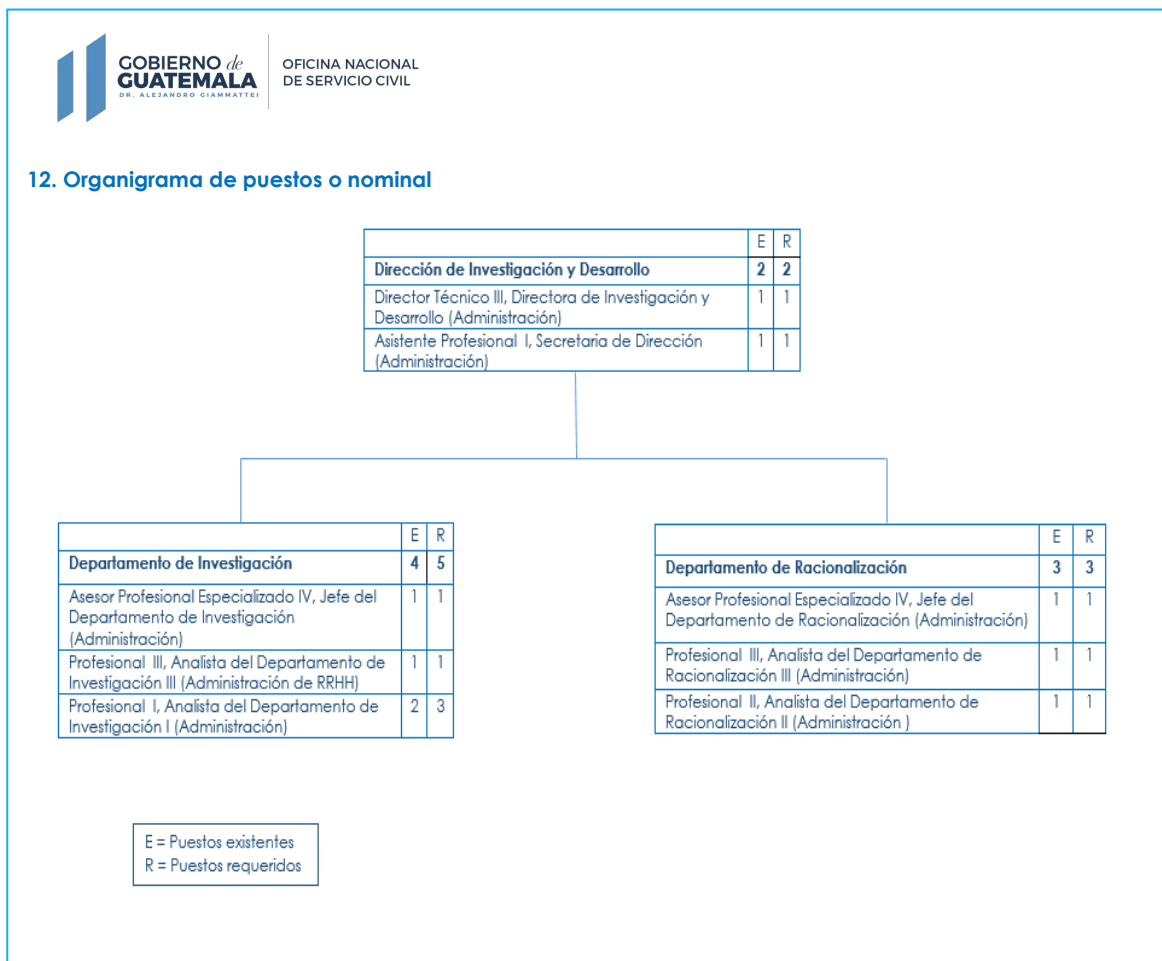 GOBIERNO de
GUATEMALA
DR. ALEJANDRO GIAMMATTEI
OFICINA NACIONAL
DE SERVICIO CIVIL
12. Organigrama de puestos o nominal
E R
Dirección de Investigación y Desarrollo 2 2
Director Técnico III, Directora de Investigación y 1 1
Desarrollo (Administración)
Asistente Profesional I, Secretaria de Dirección 1 1
(Administración)
E R
Departamento de Investigación 4 5
Asesor Profesional Especializado IV, Jefe del 1 1
Departamento de Investigación
(Administración)
Profesional III, Analista del Departamento de 1 1
Investigación III (Administración de RRHH)
Profesional I, Analista del Departamento de 2 3
Investigación I (Administración)
E R
Departamento de Racionalización 3 3
Asesor Profesional Especializado IV, Jefe del 1 1
Departamento de Racionalización (Administración)
Profesional III, Analista del Departamento de 1 1
Racionalización III (Administración)
Profesional II, Analista del Departamento de 1 1
Racionalización II (Administración )
E = Puestos existentes
R = Puestos requeridos